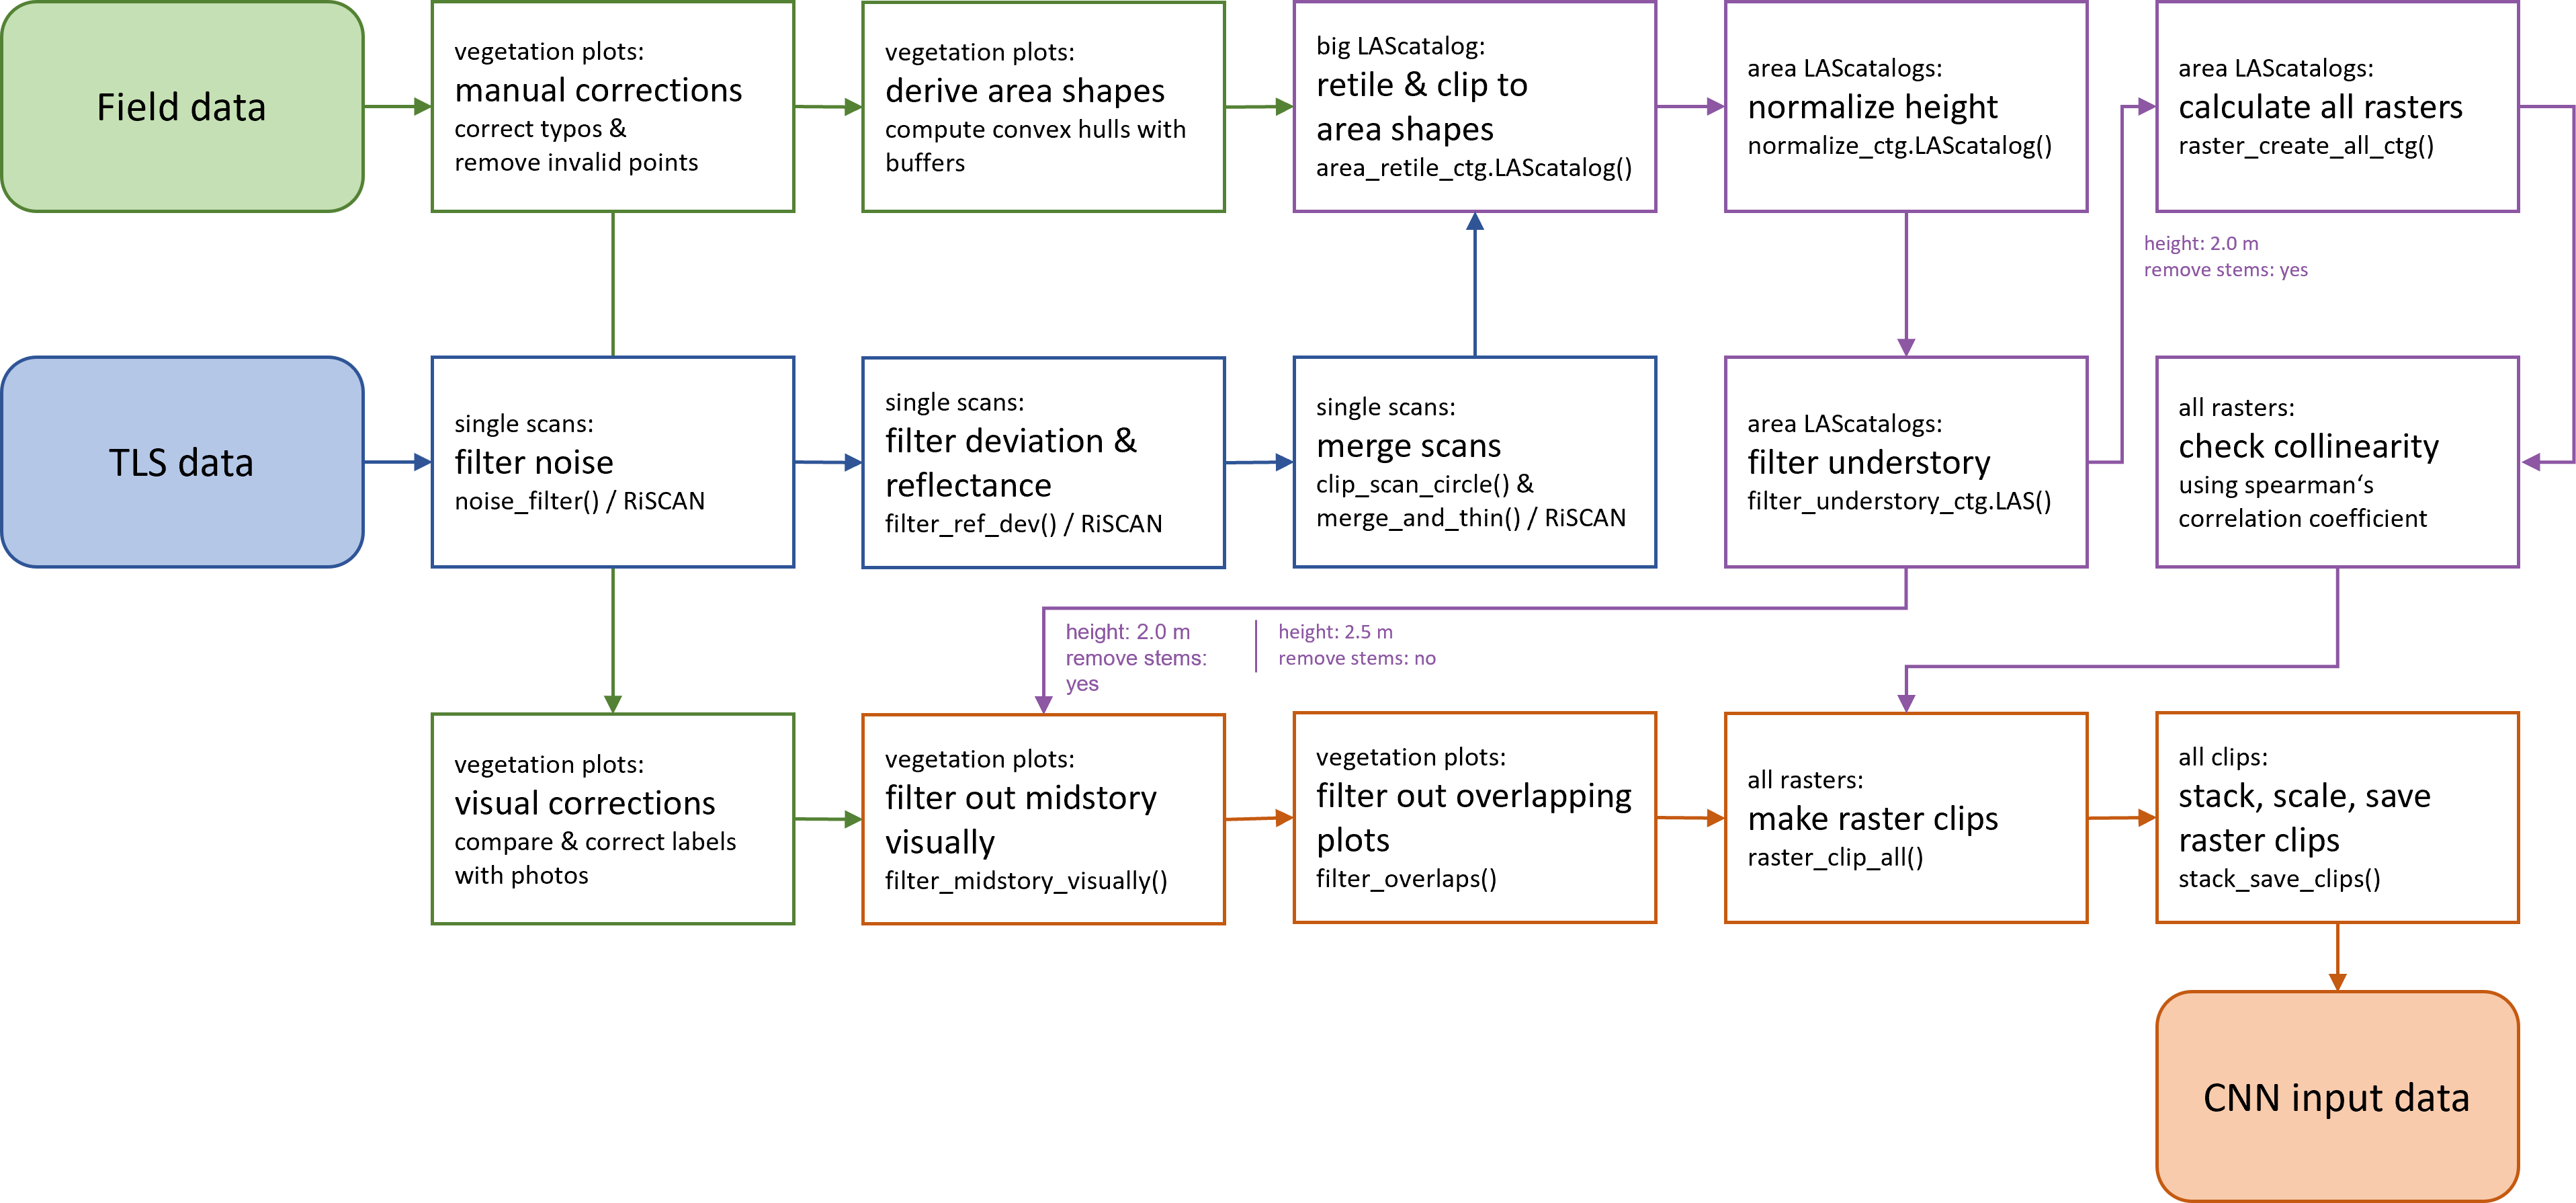 Field data
vegetation plots:
manual corrections
correct typos &
remove invalid points
vegetation plots:
derive area shapes
compute convex hulls with
buffers
big LAScatalog:
retile & clip to
area shapes
area_retile_ctg.LAScatalog()
area LAScatalogs:
normalize height
normalize_ctg.LAScatalog()
area LAScatalogs:
calculate all rasters
raster_create_all_ctg()
height: 2.0 m
remove stems: yes
TLS data
single scans:
filter noise
noise_filter() / RiSCAN
single scans:
filter deviation &
reflectance
filter_ref_dev() / RiSCAN
single scans:
merge scans
clip_scan_circle() &
merge_and_thin() / RiSCAN
area LAScatalogs:
filter understory
filter_understory_ctg.LAS()
all rasters:
check collinearity
using spearman‘s
correlation coefficient
height: 2.0 m
remove stems:
yes
height: 2.5 m
remove stems: no
vegetation plots:
visual corrections
compare & correct labels
with photos
vegetation plots:
filter out midstory
visually
filter_midstory_visually()
vegetation plots:
filter out overlapping
plots
filter_overlaps()
all rasters:
make raster clips
raster_clip_all()
all clips:
stack, scale, save
raster clips
stack_save_clips()
CNN input data